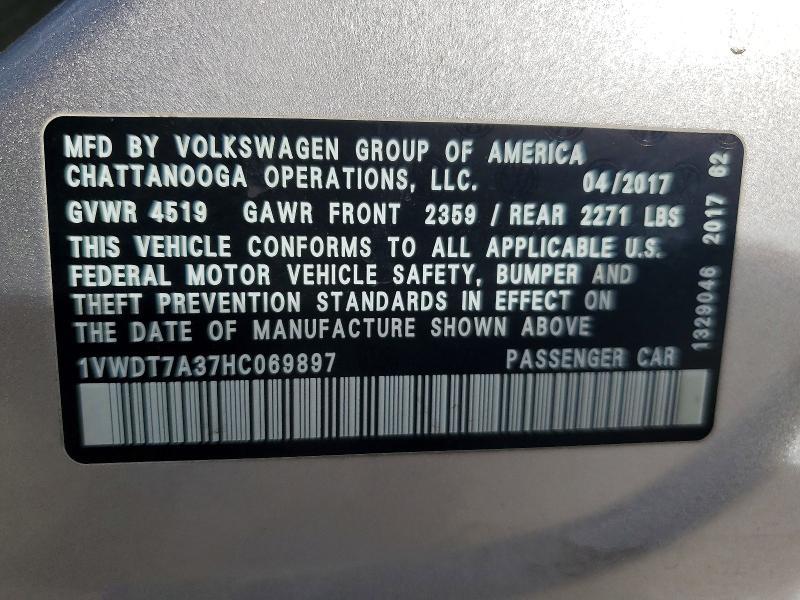 MFD BY VOLKSWAGEN GROUP OF AMERICA
CHATTANOOGA OPERATIONS, LLC. 04/2017
GVWR 4519 GAWR FRONT 2359 / REAR 2271 LBS
THIS VEHICLE CONFORMS TO ALL APPLICABLE U.S.
FEDERAL MOTOR VEHICLE SAFETY, BUMPER AND
THEFT PREVENTION STANDARDS IN EFFECT ON
THE DATE OF MANUFACTURE SHOWN ABOVE
1VWDT7A37HC069897 PASSENGER CAR
1329046 2017 62